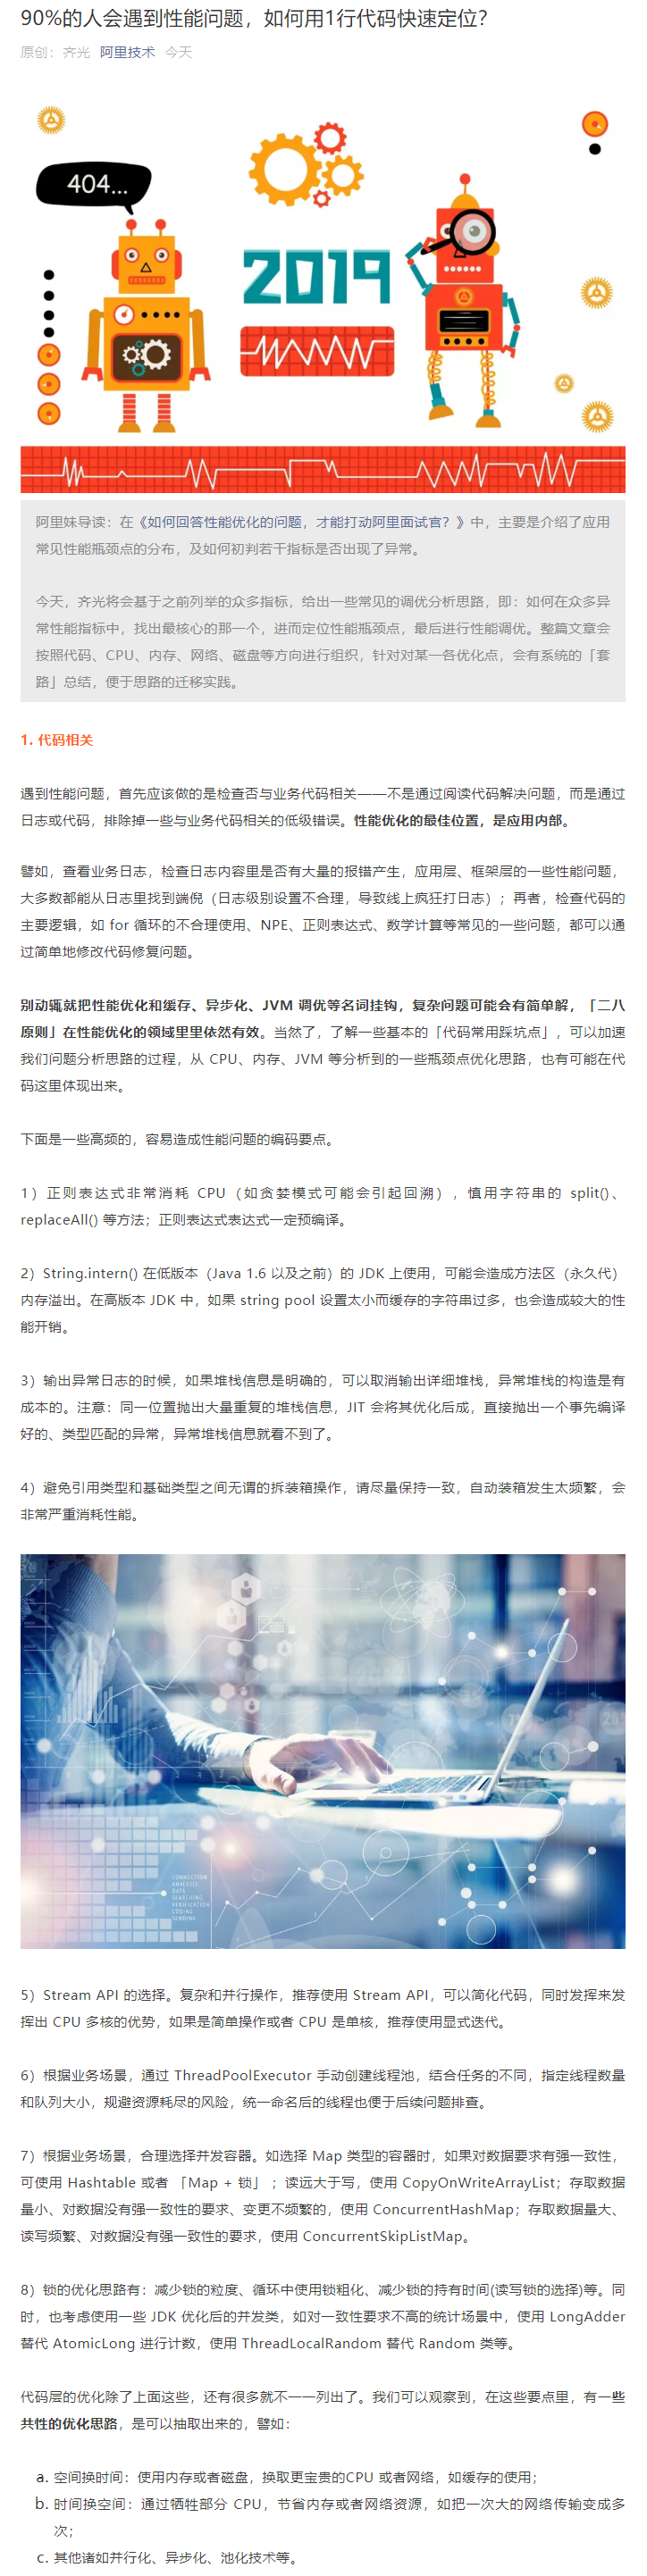 90%的人会遇到性能问题，如何用1行代码快速定位？
原创：齐光 阿里技术 今天
404...
2019
阿里妹导读：在《如何回答性能优化的问题，才能打动阿里面试官？》中，主要是介绍了应用
常见性能瓶颈点的分布，及如何初判若干指标是否出现了异常。
今天，齐光将会基于之前列举的众多指标，给出一些常见的调优分析思路，即：如何在众多异
常性能指标中，找出最核心的那一个，进而定位性能瓶颈点，最后进行性能调优。整篇文章会
按照代码、CPU、内存、网络、磁盘等方向进行组织，针对对某一各优化点，会有系统的「套
路」总结，便于思路的迁移实践。
1. 代码相关
遇到性能问题，首先应该做的是检查否与业务代码相关——不是通过阅读代码解决问题，而是通过
日志或代码，排除掉一些与业务代码相关的低级错误。性能优化的最佳位置，是应用内部。
譬如，查看业务日志，检查日志内容里是否有大量的报错产生，应用层、框架层的一些性能问题，
大多数都能从日志里找到端倪（日志级别设置不合理，导致线上疯狂打日志）；再者，检查代码的
主要逻辑，如 for 循环的不合理使用、NPE、正则表达式、数学计算等常见的一些问题，都可以通
过简单地修改代码修复问题。
别动辄就把性能优化和缓存、异步化、JVM 调优等名词挂钩，复杂问题可能会有简单解，「二八
原则」在性能优化的领域里里依然有效。当然了，了解一些基本的「代码常用踩坑点」，可以加速
我们问题分析思路的过程，从 CPU、内存、JVM 等分析到的一些瓶颈点优化思路，也有可能在代
码这里体现出来。
下面是一些高频的，容易造成性能问题的编码要点。
1）正则表达式非常消耗 CPU（如贪婪模式可能会引起回溯），慎用字符串的 split()、
replaceAll() 等方法；正则表达式表达式一定预编译。
2）String.intern() 在低版本（Java 1.6 以及之前）的 JDK 上使用，可能会造成方法区（永久代）
内存溢出。在高版本 JDK 中，如果 string pool 设置太小而缓存的字符串过多，也会造成较大的性
能开销。
3）输出异常日志的时候，如果堆栈信息是明确的，可以取消输出详细堆栈，异常堆栈的构造是有
成本的。注意：同一位置抛出大量重复的堆栈信息，JIT 会将其优化后成，直接抛出一个事先编译
好的、类型匹配的异常，异常堆栈信息就看不到了。
4）避免引用类型和基础类型之间无谓的拆装箱操作，请尽量保持一致，自动装箱发生太频繁，会
非常严重消耗性能。
CONNECTION
ANALYSIS
DATA
SEARCHING
VERIFICATION
CODING
SENDING
5）Stream API 的选择。复杂和并行操作，推荐使用 Stream API，可以简化代码，同时发挥来发
挥出 CPU 多核的优势，如果是简单操作或者 CPU 是单核，推荐使用显式迭代。
6）根据业务场景，通过 ThreadPoolExecutor 手动创建线程池，结合任务的不同，指定线程数量
和队列大小，规避资源耗尽的风险，统一命名后的线程也便于后续问题排查。
7）根据业务场景，合理选择并发容器。如选择 Map 类型的容器时，如果对数据要求有强一致性，
可使用 Hashtable 或者 「Map + 锁」 ；读远大于写，使用 CopyOnWriteArrayList；存取数据
量小、对数据没有强一致性的要求、变更不频繁的，使用 ConcurrentHashMap；存取数据量大、
读写频繁、对数据没有强一致性的要求，使用 ConcurrentSkipListMap。
8）锁的优化思路有：减少锁的粒度、循环中使用锁粗化、减少锁的持有时间(读写锁的选择)等。同
时，也考虑使用一些 JDK 优化后的并发类，如对一致性要求不高的统计场景中，使用 LongAdder
替代 AtomicLong 进行计数，使用 ThreadLocalRandom 替代 Random 类等。
代码层的优化除了上面这些，还有很多就不一一列出了。我们可以观察到，在这些要点里，有一些
共性的优化思路，是可以抽取出来的，譬如：
a. 空间换时间：使用内存或者磁盘，换取更宝贵的CPU 或者网络，如缓存的使用；
b. 时间换空间：通过牺牲部分 CPU，节省内存或者网络资源，如把一次大的网络传输变成多
次；
c. 其他诸如并行化、异步化、池化技术等。